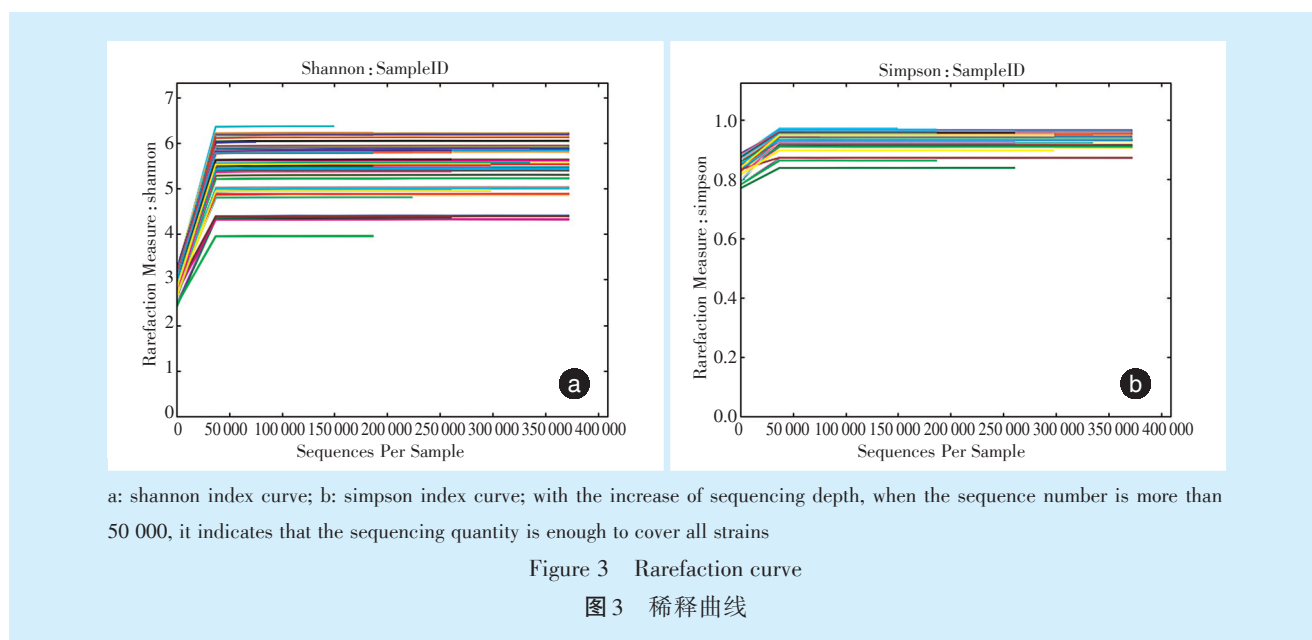 Shannon:SampleID
Refraction Measure:shannon
7
6
5
4
3
2
1
0
0 50 000 100 000 150 000 200 000 250 000 300 000 350 000 400 000
Sequences Per Sample
a
Simpson:SampleID
Rarefaction Measure:simpson
1.0
0.8
0.6
0.4
0.2
0.0
0 50 000 100 000 150 000 200 000 250 000 300 000 350 000 400 000
Sequences Per Sample
b
a: shannon index curve; b: simpson index curve; with the increase of sequencing depth, when the sequence number is more than
50 000, it indicates that the sequencing quantity is enough to cover all strains
Figure 3 Rarefaction curve
图3 稀释曲线